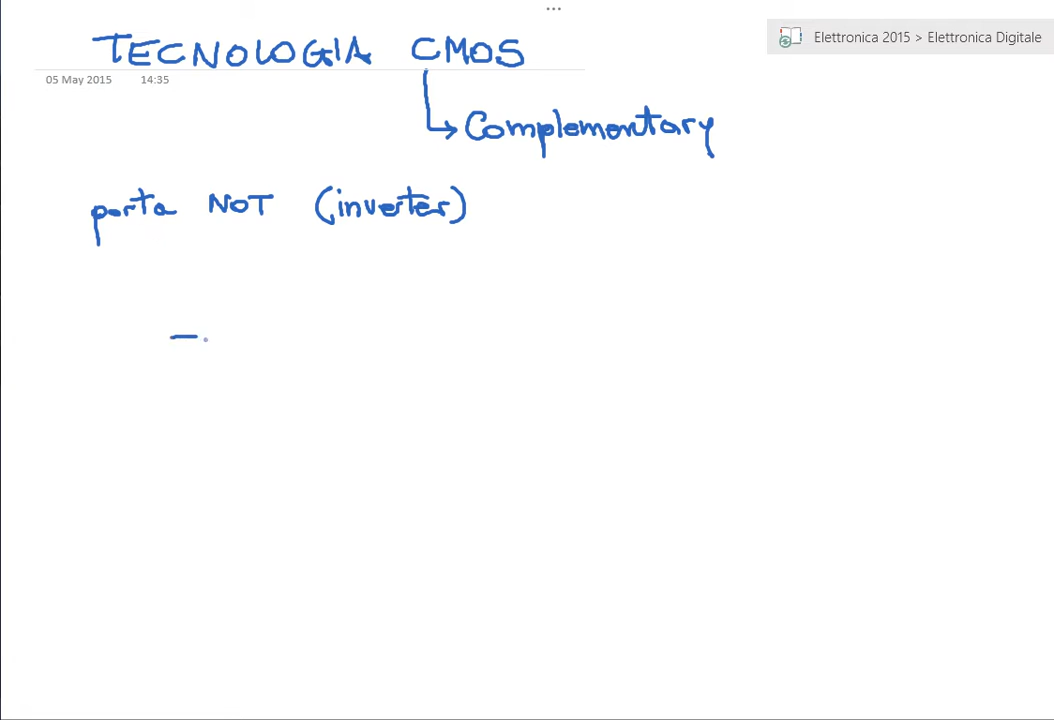 TECNOLOGIA CMOS
Elettronica 2015 > Elettronica Digitale
05 May 2015 14:35
Complementary
porta NOT (inverter)